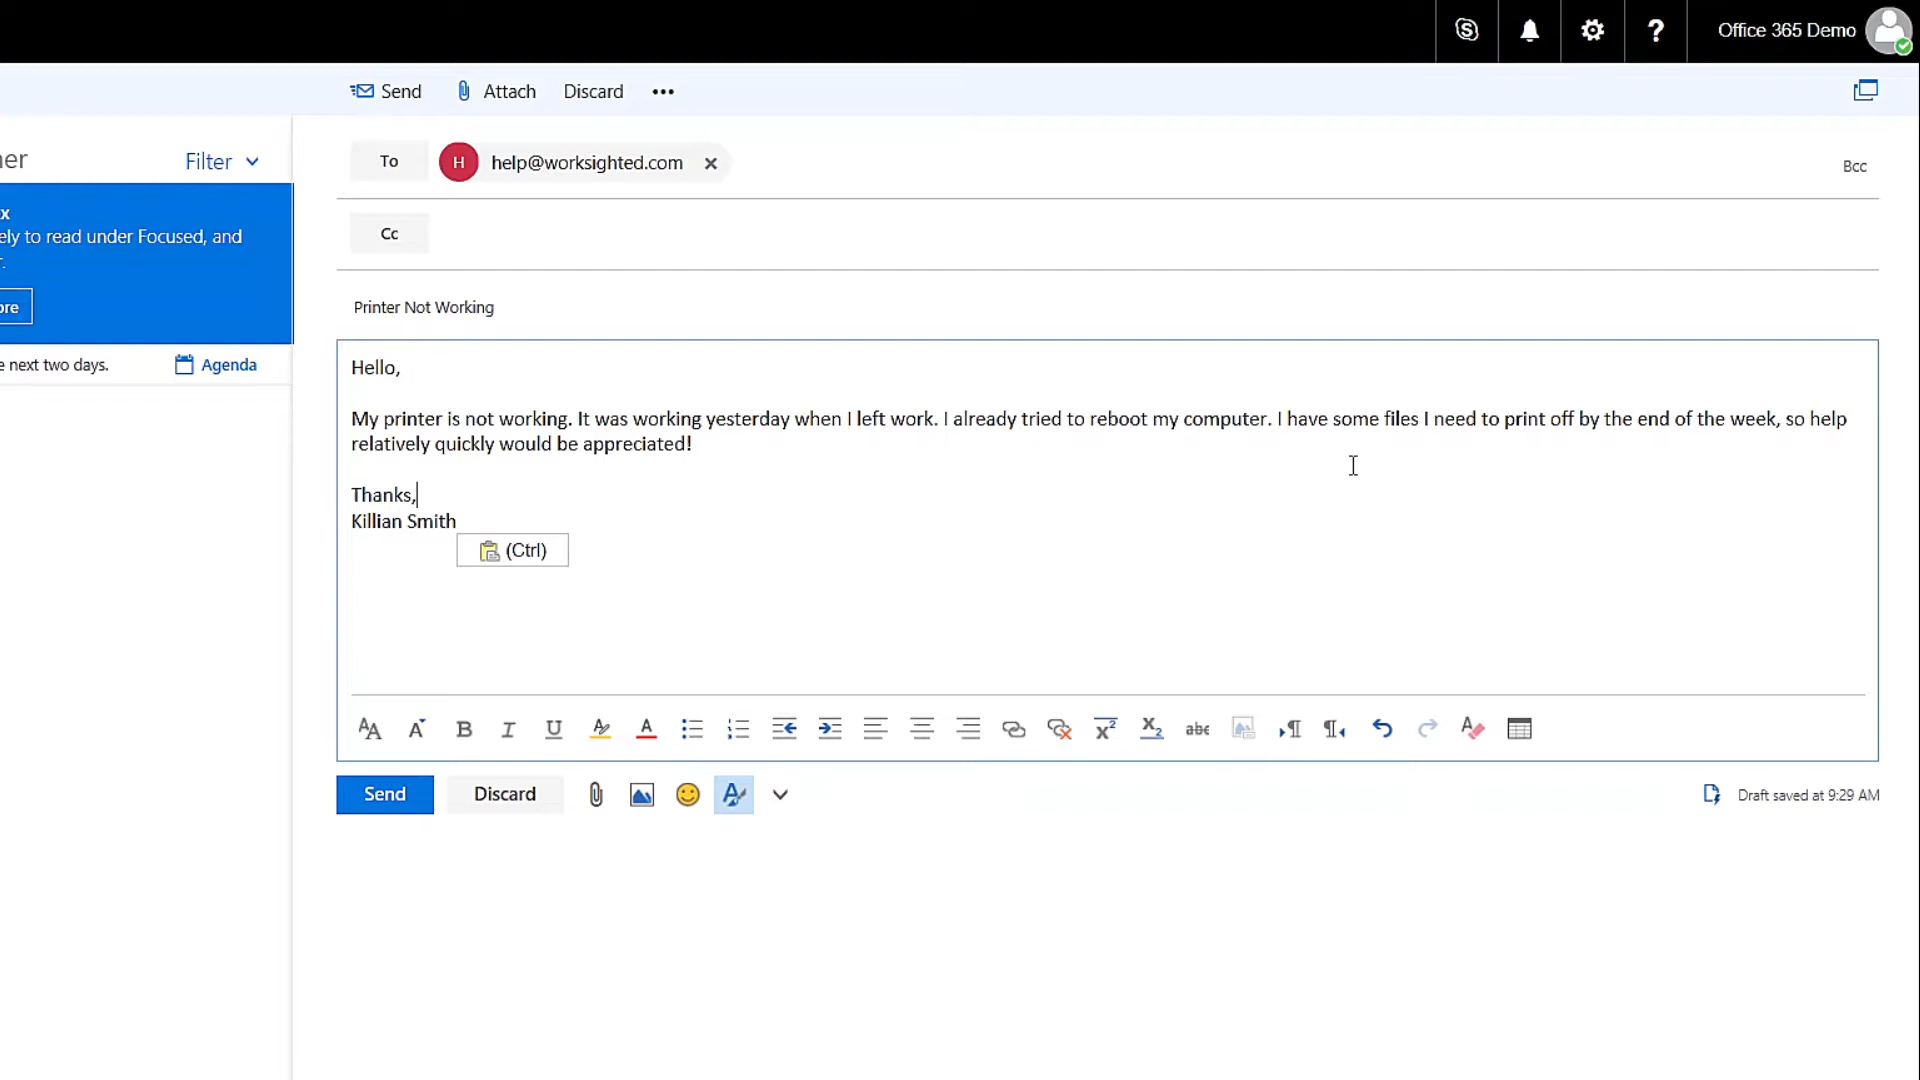 Office 365 Demo
Send Attach Discard
Filter
To H help@worksighted.com Bcc
ely to read under Focused, and
Cc
Printer Not Working
e next two days. Agenda
Hello,
My printer is not working. It was working yesterday when I left work. I already tried to reboot my computer. I have some files I need to print off by the end of the week, so help
relatively quickly would be appreciated!
Thanks,
Killian Smith
(Ctrl)
Send Discard Draft saved at 9:29 AM